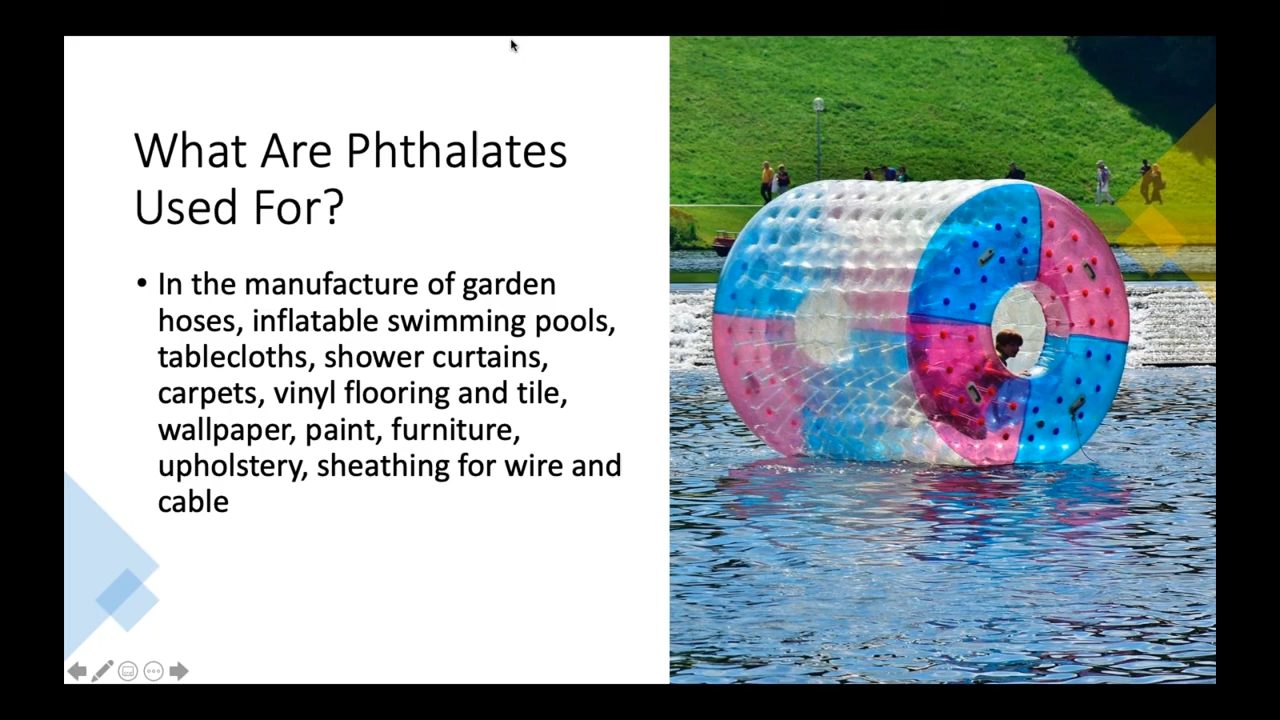 What Are Phthalates
Used For?
• In the manufacture of garden
hoses, inflatable swimming pools,
tablecloths, shower curtains,
carpets, vinyl flooring and tile,
wallpaper, paint, furniture,
upholstery, sheathing for wire and
cable